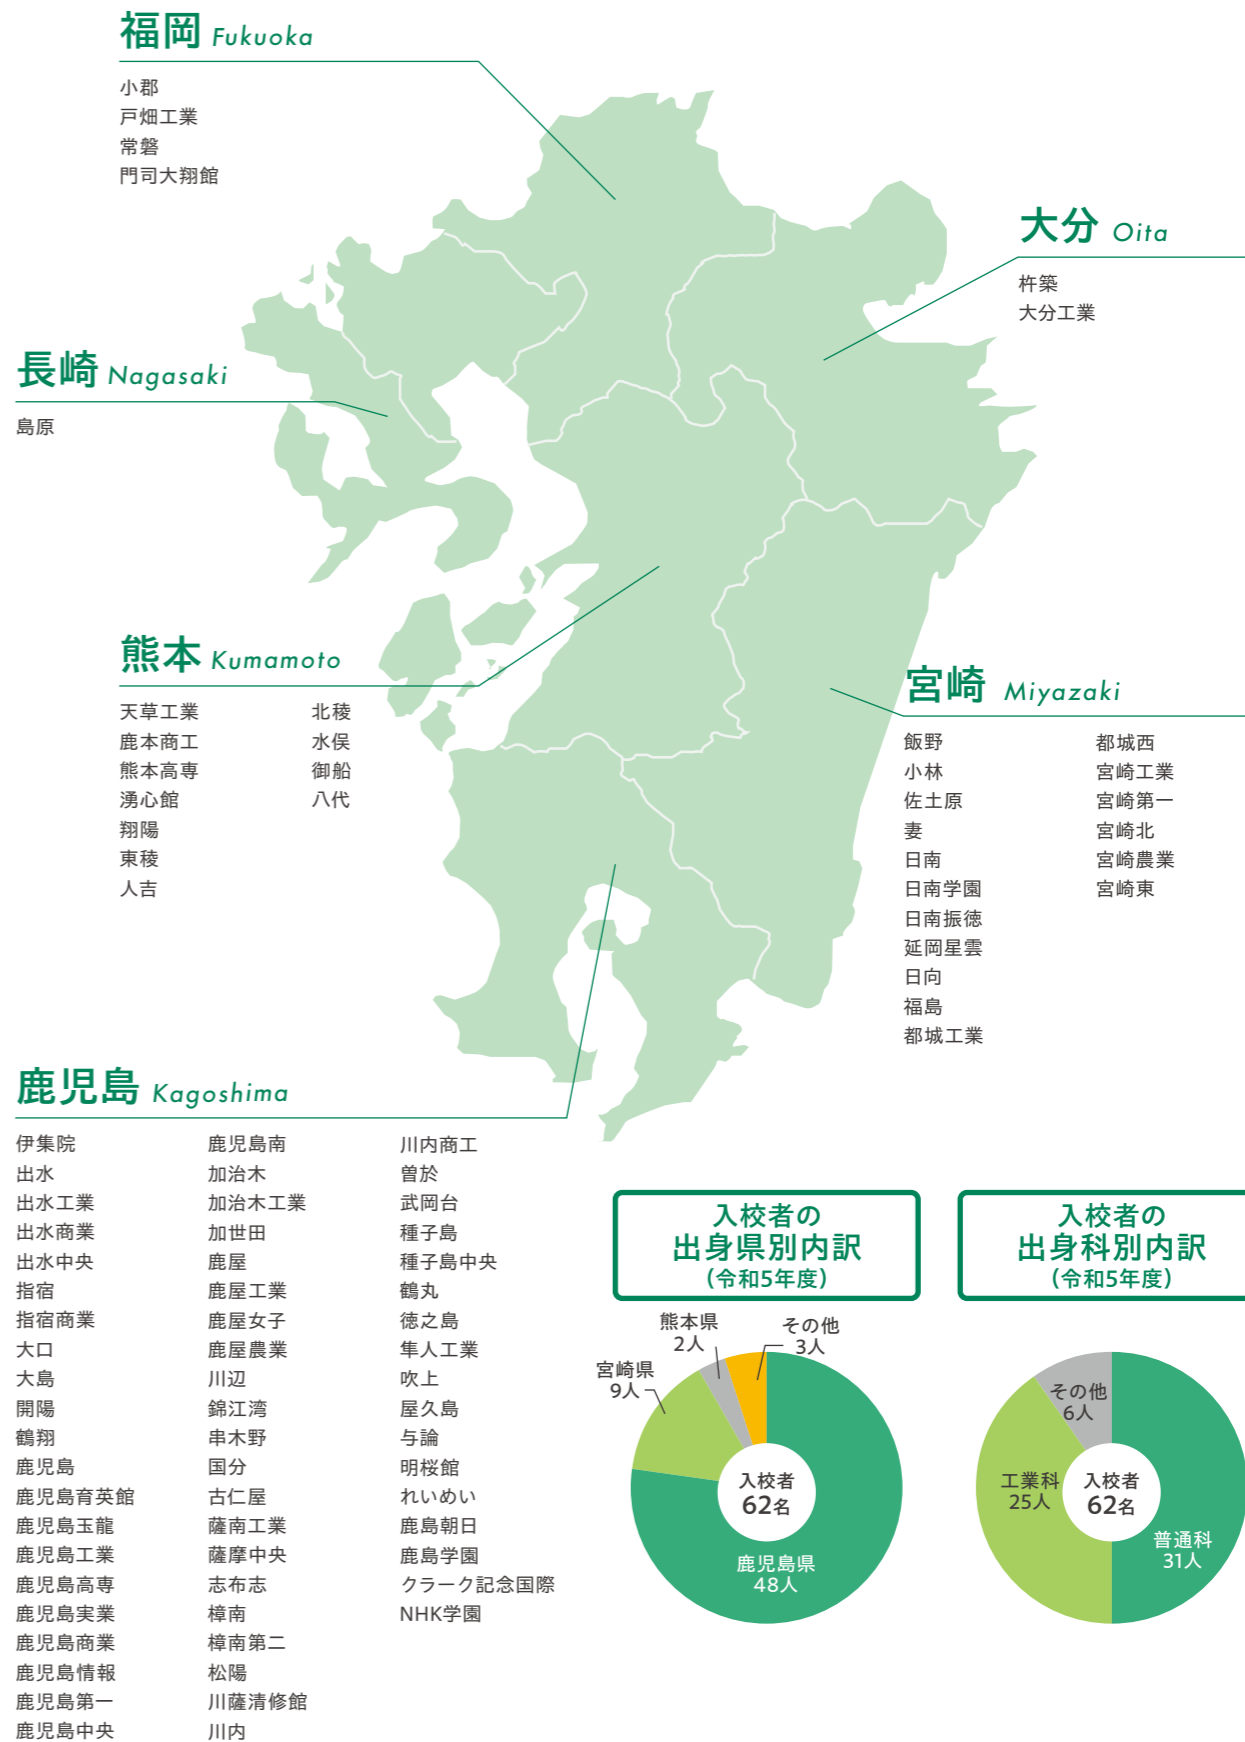 福岡 Fukuoka
小郡
戸畑工業
常磐
門司大翔館
大分 Oita
杵築
大分工業
長崎 Nagasaki
島原
熊本 Kumamoto
天草工業
鹿本商工
熊本高専
湧心館
翔陽
東稜
人吉
北稜
水俣
御船
八代
宮崎 Miyazaki
飯野
小林
佐土原
妻
日南
日南学園
日南振徳
延岡星雲
日向
福島
都城工業
都城西
宮崎工業
宮崎第一
宮崎北
宮崎農業
宮崎東
鹿児島 Kagoshima
伊集院
出水
出水工業
出水商業
出水中央
指宿
指宿商業
大口
大島
開陽
鶴翔
鹿児島
鹿児島育英館
鹿児島玉龍
鹿児島工業
鹿児島高専
鹿児島実業
鹿児島商業
鹿児島情報
鹿児島第一
鹿児島中央
鹿児島南
加治木
加治木工業
加世田
鹿屋
鹿屋工業
鹿屋女子
鹿屋農業
川辺
錦江湾
串木野
国分
古仁屋
薩南工業
薩摩中央
志布志
樟南
樟南第二
松陽
川薩清修館
川内
川内商工
曽於
武岡台
種子島
種子島中央
鶴丸
徳之島
隼人工業
吹上
屋久島
与論
明桜館
れいめい
鹿島朝日
鹿島学園
クラーク記念国際
NHK学園
入校者の
出身県別内訳
(令和5年度)
熊本県
2人
その他
3人
宮崎県
9人
入校者
62名
鹿児島県
48人
入校者の
出身科別内訳
(令和5年度)
その他
6人
工業科
25人
入校者
62名
普通科
31人